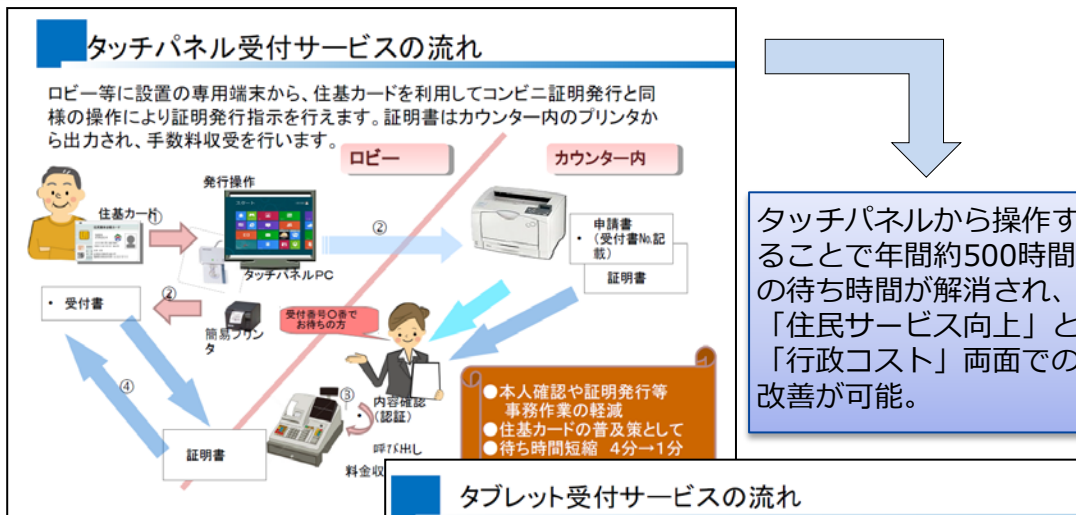 タッチパネル受付サービスの流れ
ロビー等に設置の専用端末から、住基カードを利用してコンビニ証明発行と同
様の操作により証明発行指示を行えます。証明書はカウンター内のプリンタか
ら出力され、手数料収受を行います。
ロビー
カウンター内
発行操作
住基カード
①
②
タッチパネルPC
申請書
・（受付書№記
載）
証明書
・ 受付書
②
簡易プリン
タ
受付番号〇番で
お待ちの方
④
③
内容確認
（認証）
呼び出し
料金収
証明書
●本人確認や証明発行等
事務作業の軽減
●住基カードの普及策として
●待ち時間短縮 4分→1分
タッチパネルから操作す
ることで年間約500時間
の待ち時間が解消され、
「住民サービス向上」と
「行政コスト」両面での
改善が可能。
タブレット受付サービスの流れ